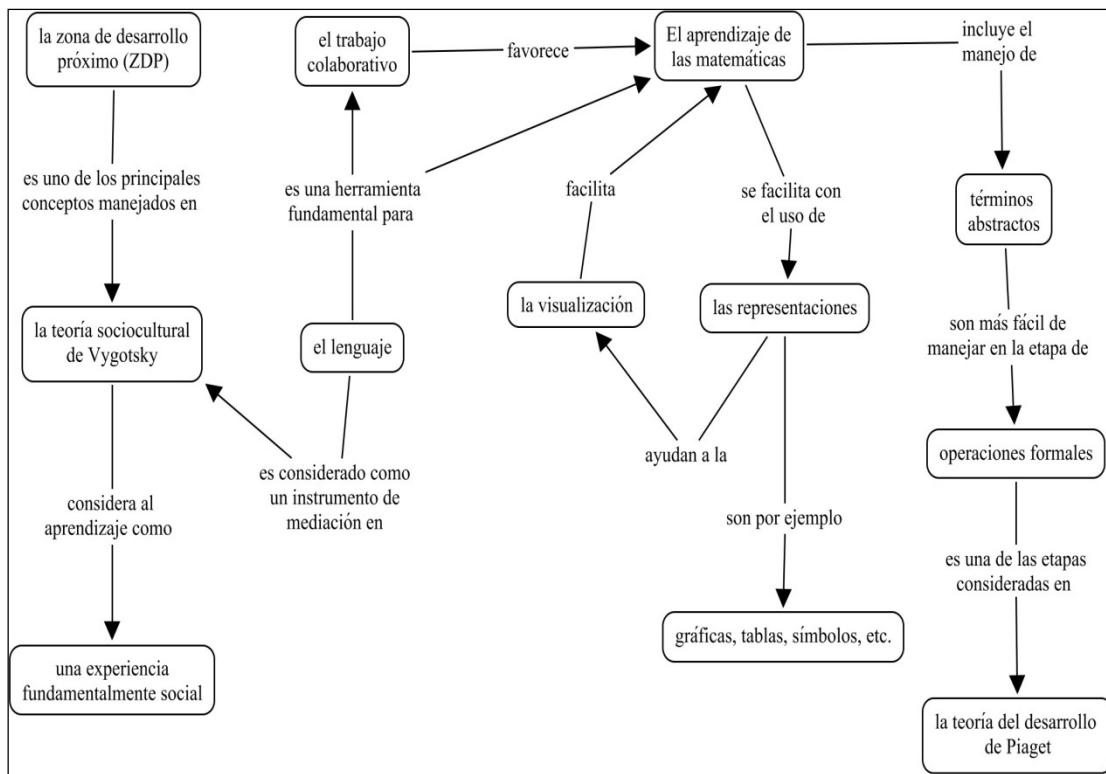 la zona de desarrollo
próximo (ZDP)
es uno de los principales
conceptos manejados en
la teoría sociocultural
de Vygotsky
considera al
aprendizaje como
una experiencia
fundamentalmente social
el trabajo
colaborativo
favorece
es una herramienta
fundamental para
el lenguaje
es considerado como
un instrumento de
mediación en
El aprendizaje de
las matemáticas
facilita
la visualización
se facilita con
el uso de
las representaciones
ayudan a la
son por ejemplo
gráficas, tablas, símbolos, etc.
incluye el
manejo de
términos
abstractos
son más fácil de
manejar en la etapa de
operaciones formales
es una de las etapas
consideradas en
la teoría del desarrollo
de Piaget